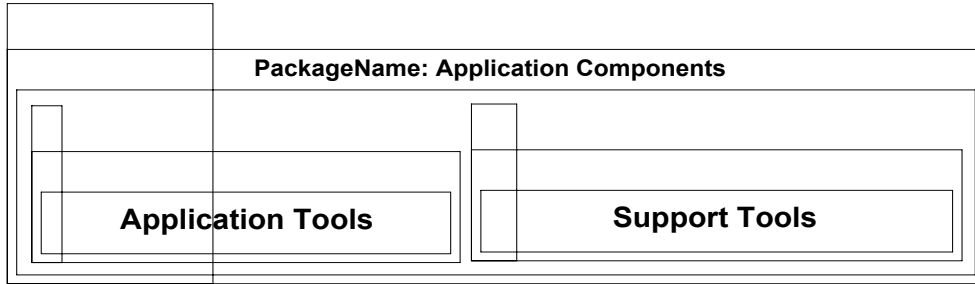 PackageName: Application Components
Application Tools
Support Tools